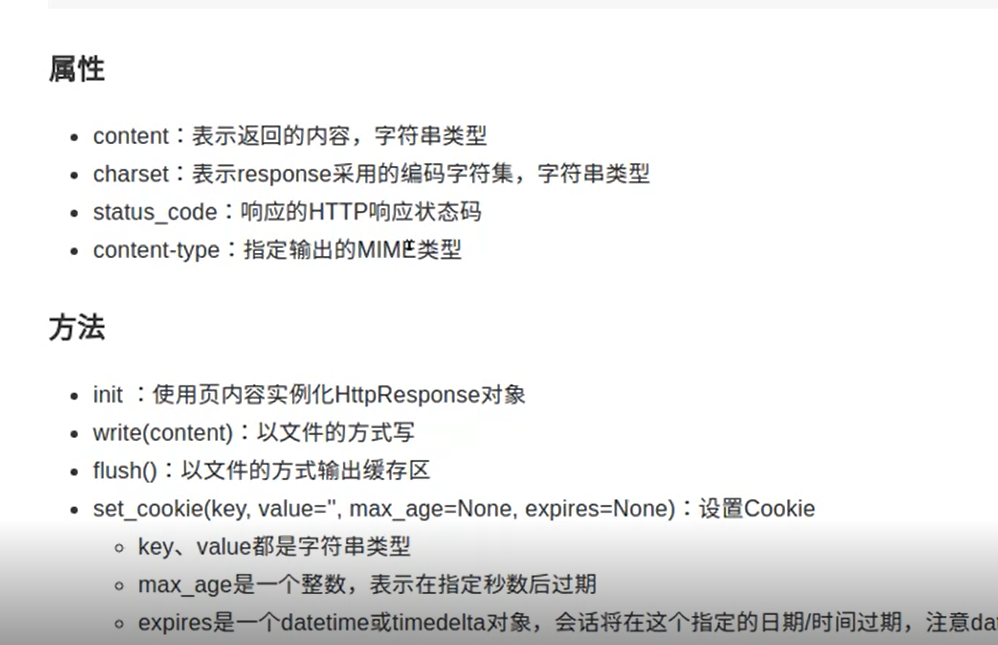 属性
content：表示返回的内容，字符串类型
charset：表示response采用的编码字符集，字符串类型
status_code：响应的HTTP响应状态码
content-type：指定输出的MIME类型
方法
init ：使用页内容实例化HttpResponse对象
write(content)：以文件的方式写
flush()：以文件的方式输出缓存区
set_cookie(key, value='', max_age=None, expires=None)：设置Cookie
key、value都是字符串类型
max_age是一个整数，表示在指定秒数后过期
expires是一个datetime或timedelta对象，会话将在这个指定的日期/时间过期，注意